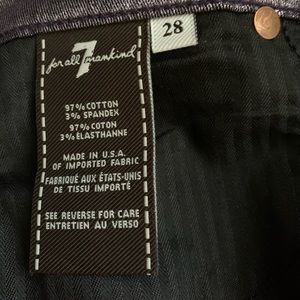 for all 7 mankind
28
97% COTTON
3% SPANDEX
97% COTON
3% ELASTHANNE
MADE IN U.S.A.
OF IMPORTED FABRIC
FABRIQUÉ AUX ÉTATS-UNIS
DE TISSU IMPORTÉ
SEE REVERSE FOR CARE
ENTRETIEN AU VERSO